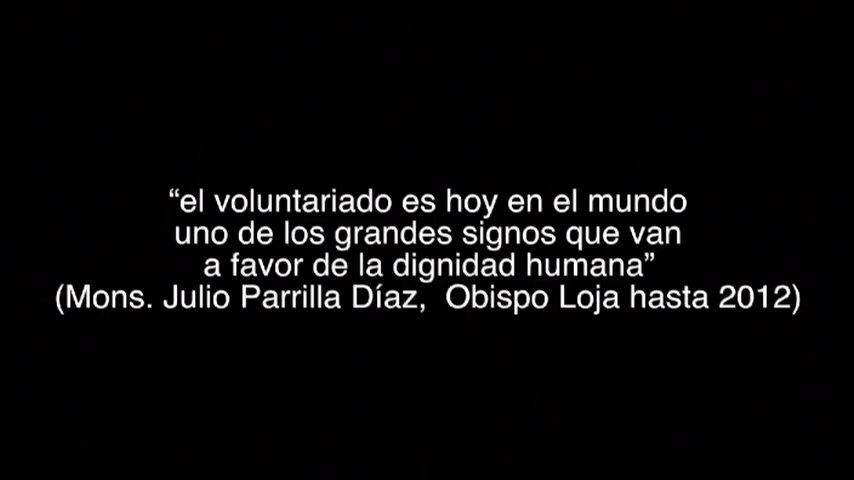 “el voluntariado es hoy en el mundo
uno de los grandes signos que van
a favor de la dignidad humana”
(Mons. Julio Parrilla Díaz,  Obispo Loja hasta 2012)